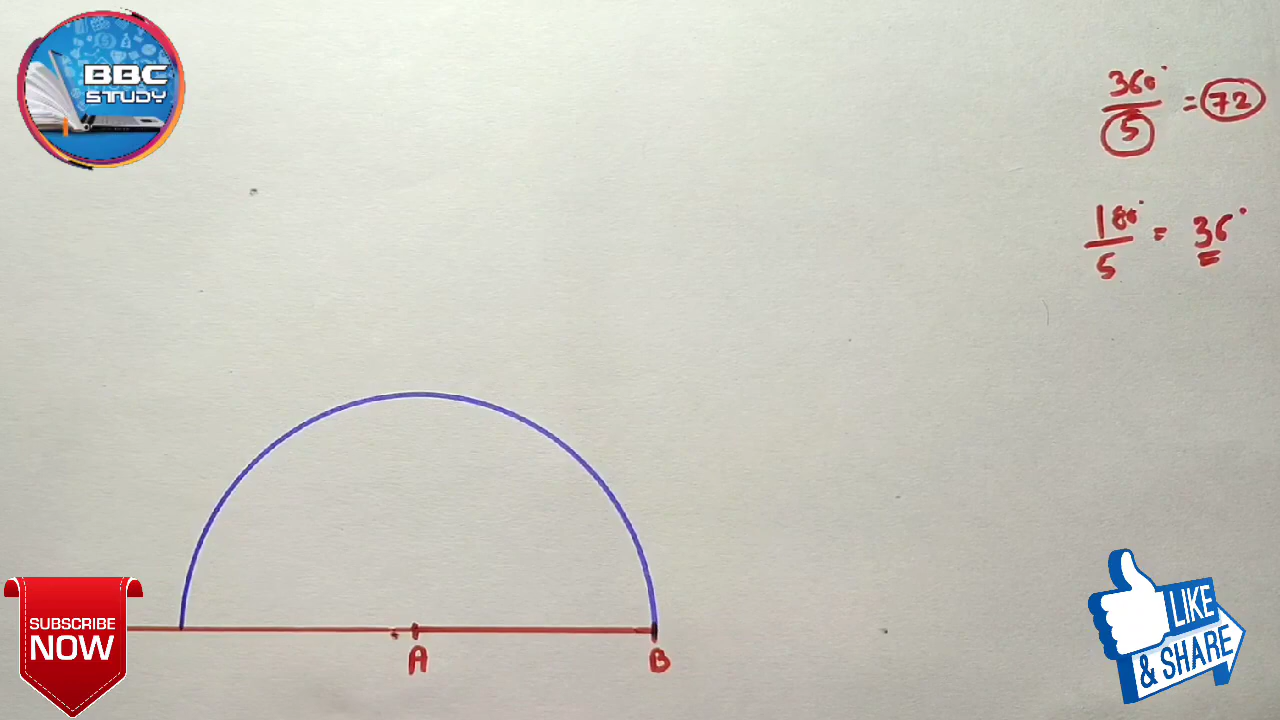 BBC
STUDY
360°
5
= 72
180°
5
= 36°
A
B
SUBSCRIBE
NOW
LIKE
& SHARE